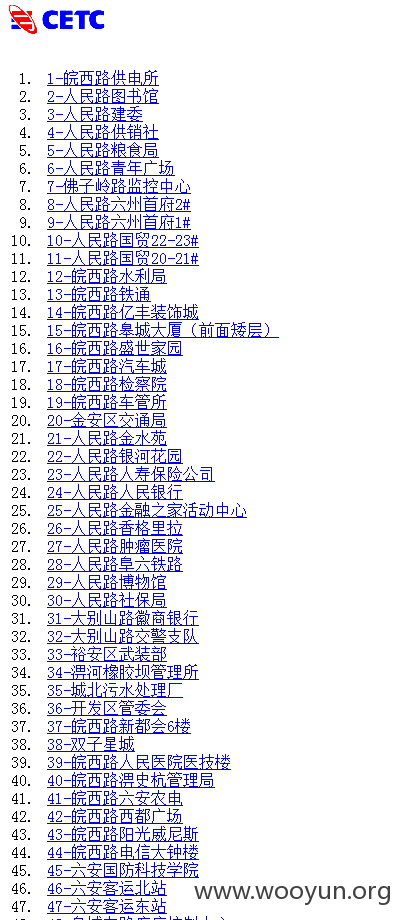 CETC
1. 1-皖西路供电所
2. 2-人民路图书馆
3. 3-人民路建委
4. 4-人民路供销社
5. 5-人民路粮食局
6. 6-人民路青年广场
7. 7-佛子岭路监控中心
8. 8-人民路六州首府2#
9. 9-人民路六州首府1#
10. 10-人民路国贸22-23#
11. 11-人民路国贸20-21#
12. 12-皖西路水利局
13. 13-皖西路铁通
14. 14-皖西路亿丰装饰城
15. 15-皖西路皋城大厦（前面矮层）
16. 16-皖西路盛世家园
17. 17-皖西路汽车城
18. 18-皖西路检察院
19. 19-皖西路车管所
20. 20-金安区交通局
21. 21-人民路金水苑
22. 22-人民路银河花园
23. 23-人民路人寿保险公司
24. 24-人民路人民银行
25. 25-人民路金融之家活动中心
26. 26-人民路香格里拉
27. 27-人民路肿瘤医院
28. 28-人民路阜六铁路
29. 29-人民路博物馆
30. 30-人民路社保局
31. 31-大别山路徽商银行
32. 32-大别山路交警支队
33. 33-裕安区武装部
34. 34-淠河橡胶坝管理所
35. 35-城北污水处理厂
36. 36-开发区管委会
37. 37-皖西路新都会6楼
38. 38-双子星城
39. 39-皖西路人民医院医技楼
40. 40-皖西路淠史杭管理局
41. 41-皖西路六安农电
42. 42-皖西路西都广场
43. 43-皖西路阳光威尼斯
44. 44-皖西路电信大钟楼
45. 45-六安国防科技学院
46. 46-六安客运北站
47. 47-六安客运东站
www.wooyun.org